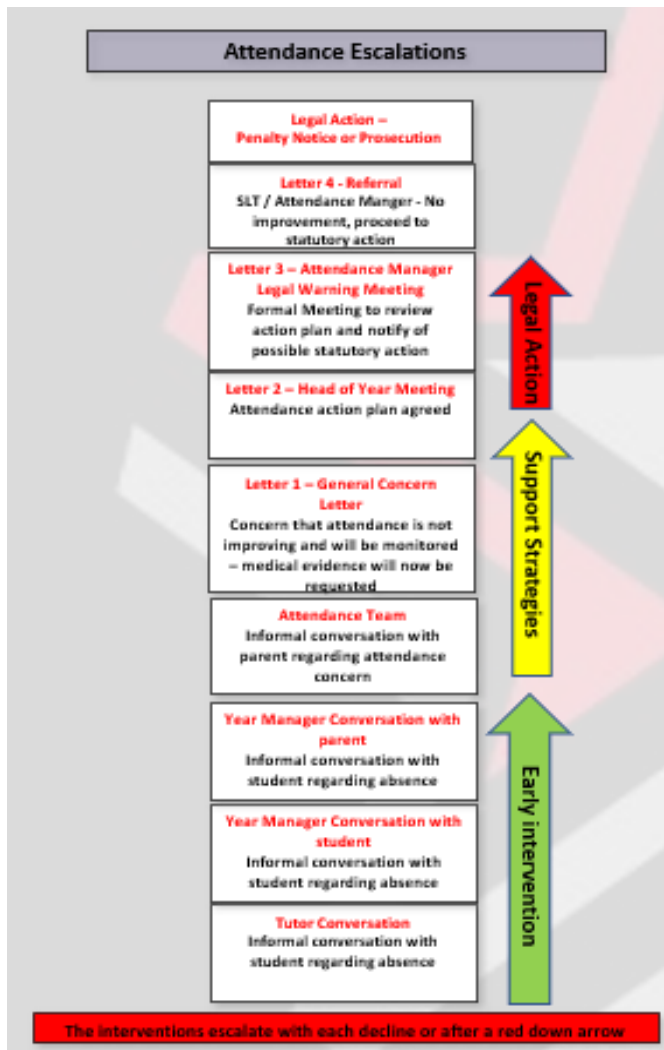 Attendance Escalations
Legal Action –
Penalty Notice or Prosecution
Letter 4 - Referral
SLT / Attendance Manger - No
improvement, proceed to
statutory action
Letter 3 – Attendance Manager
Legal Warning Meeting
Formal Meeting to review
action plan and notify of
possible statutory action
Letter 2 – Head of Year Meeting
Attendance action plan agreed
Letter 1 – General Concern
Letter
Concern that attendance is not
improving and will be monitored
– medical evidence will now be
requested
Attendance Team
Informal conversation with
parent regarding attendance
concern
Year Manager Conversation with
parent
Informal conversation with
student regarding absence
Year Manager Conversation with
student
Informal conversation with
student regarding absence
Tutor Conversation
Informal conversation with
student regarding absence
Legal Action
Support Strategies
Early intervention
The interventions escalate with each decline or after a red down arrow